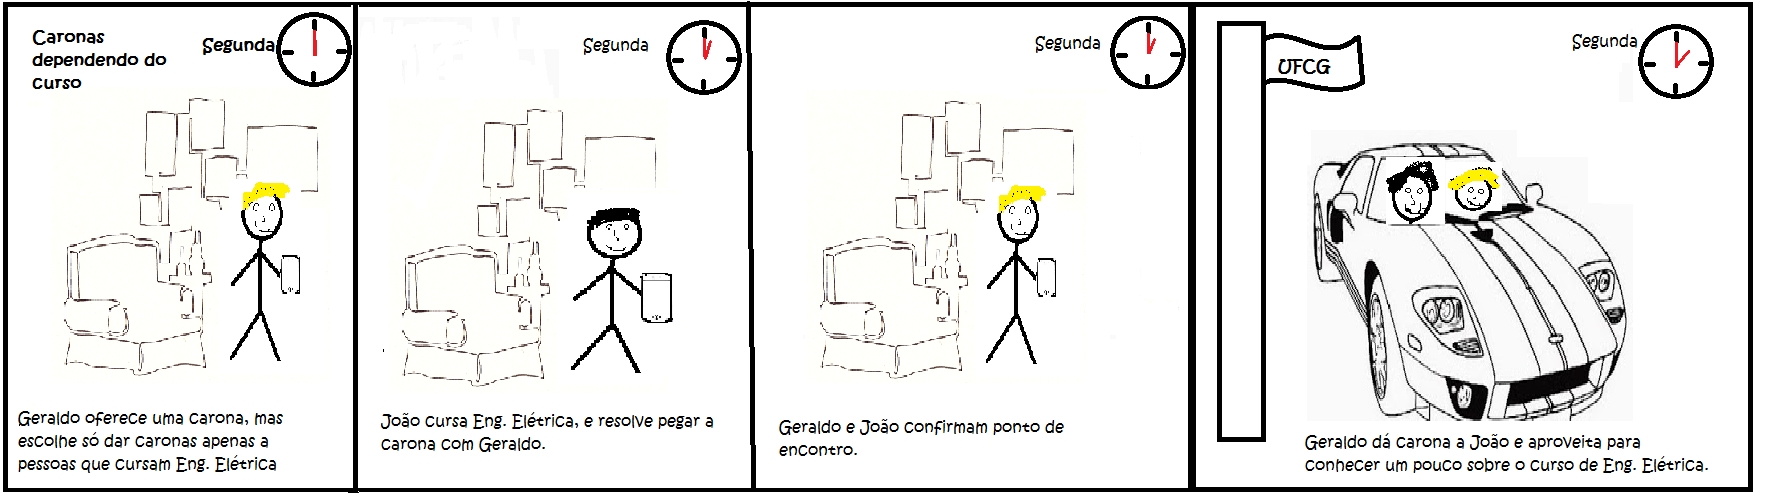 Caronas
dependendo do
curso
Segunda
Geraldo oferece uma carona, mas
escolhe só dar caronas apenas a
pessoas que cursam Eng. Elétrica
Segunda
João cursa Eng. Elétrica, e resolve pegar a
carona com Geraldo.
Segunda
Geraldo e João confirmam ponto de
encontro.
Segunda
UFCG
Geraldo dá carona a João e aproveita para
conhecer um pouco sobre o curso de Eng. Elétrica.